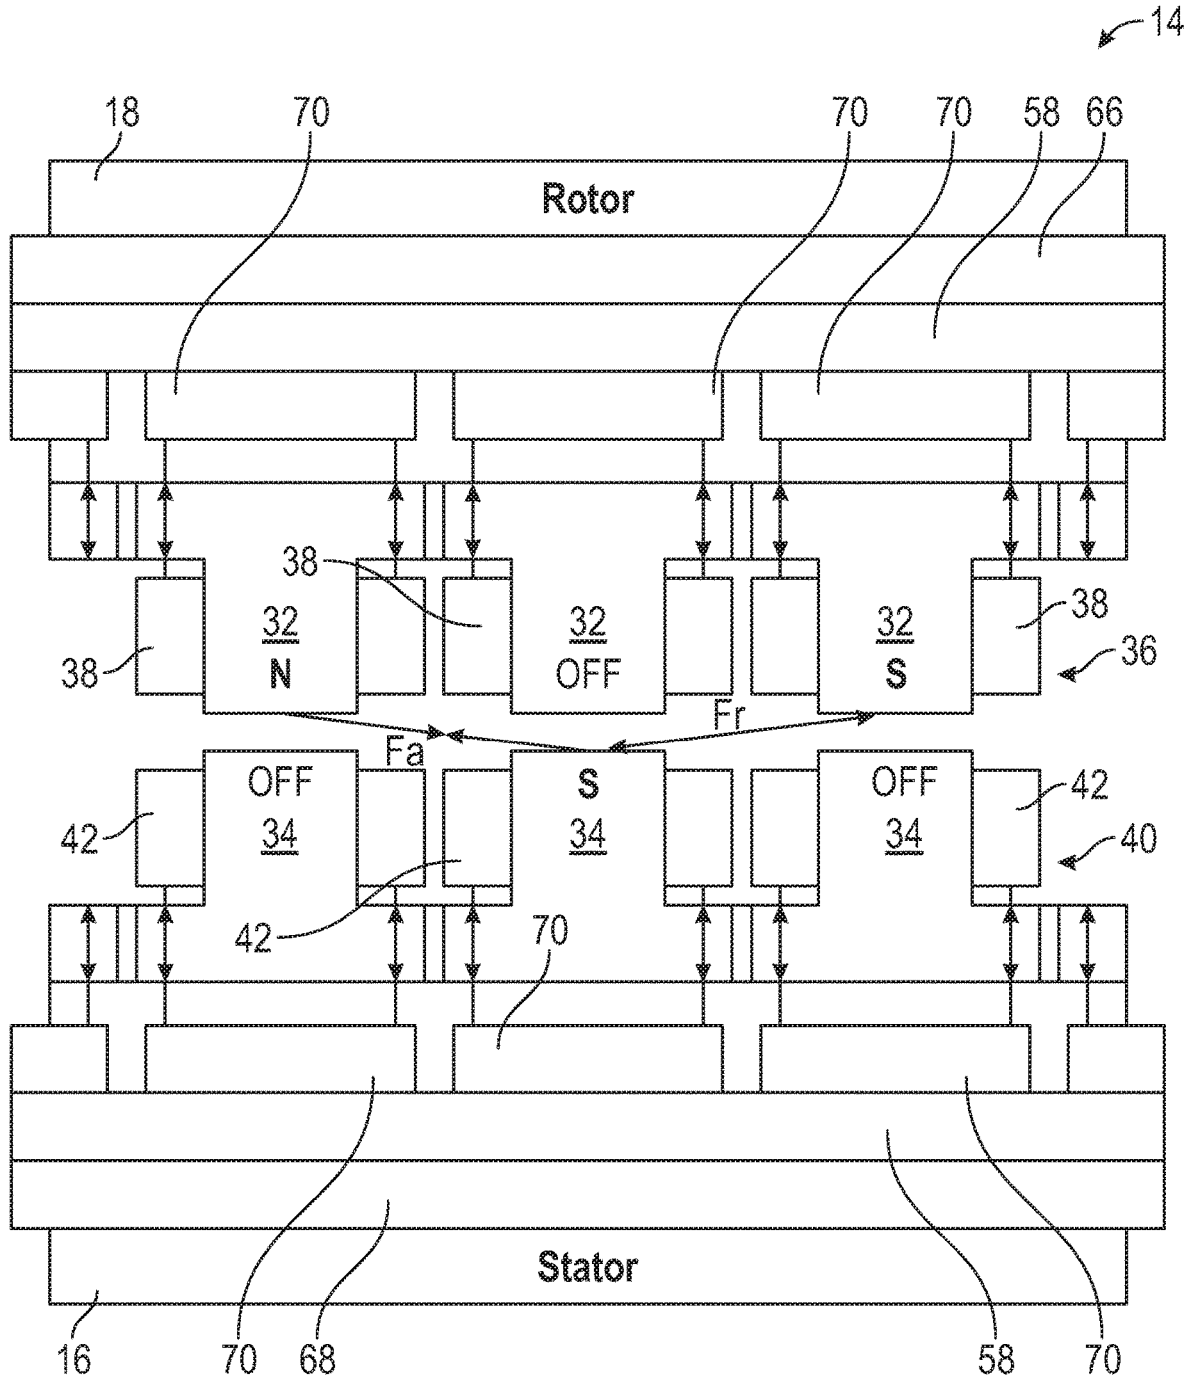 14
18 70 70 70 58 66
Rotor
38 32 38 32 32 38
N OFF S 36
Fa Fr
OFF S OFF 42
42 34 34 34 40
42 70
Stator
16 70 68 58 70